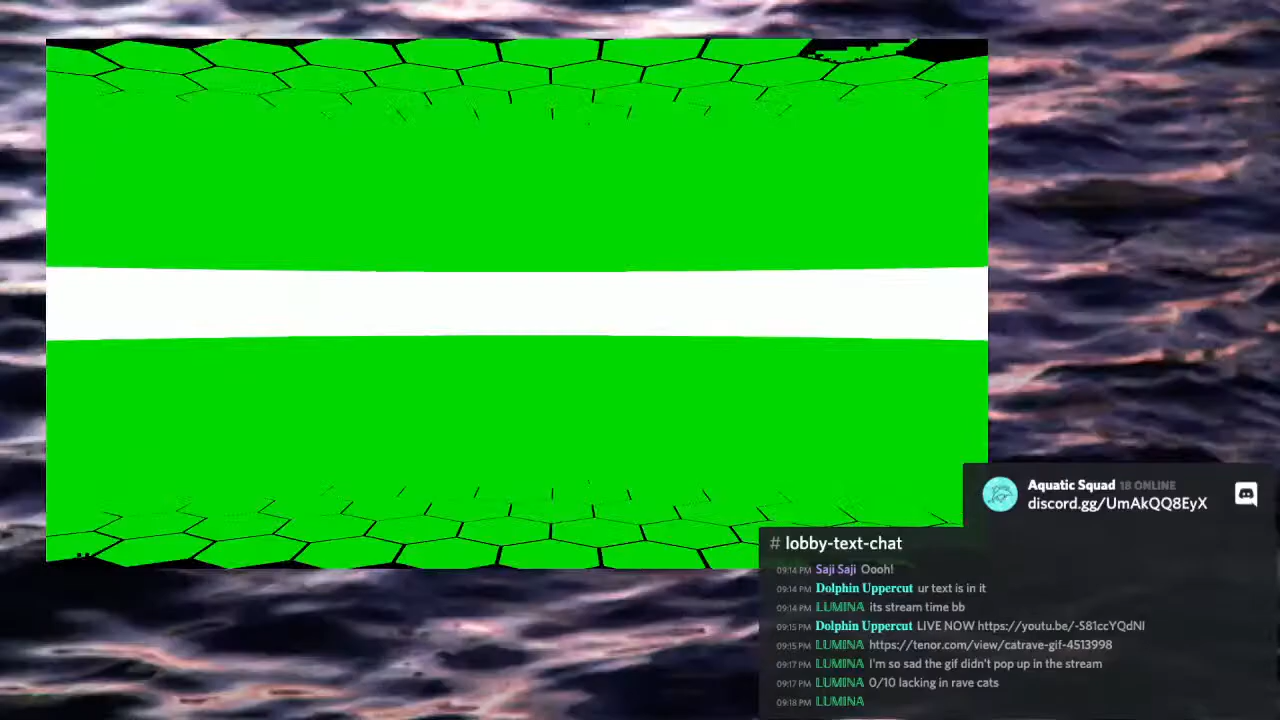 Aquatic Squad 18 ONLINE
discord.gg/UmAkQQ8EyX
# lobby-text-chat
09:14 PM Saji Saji Oooh!
09:14 PM Dolphin Uppercut ur text is in it
09:14 PM LUMINA its stream time bb
09:15 PM Dolphin Uppercut LIVE NOW https://youtu.be/-S81ccYQdNI
09:15 PM LUMINA https://tenor.com/view/catrave-gif-4513998
09:17 PM LUMINA I'm so sad the gif didn't pop up in the stream
09:17 PM LUMINA 0/10 lacking in rave cats
09:18 PM LUMINA